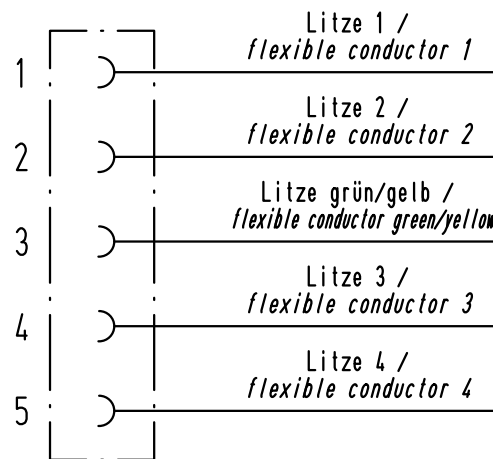 Litze 1 /
1 flexible conductor 1
Litze 2 /
2 flexible conductor 2
Litze grün/gelb /
3 flexible conductor green/yellow
Litze 3 /
4 flexible conductor 3
Litze 4 /
5 flexible conductor 4